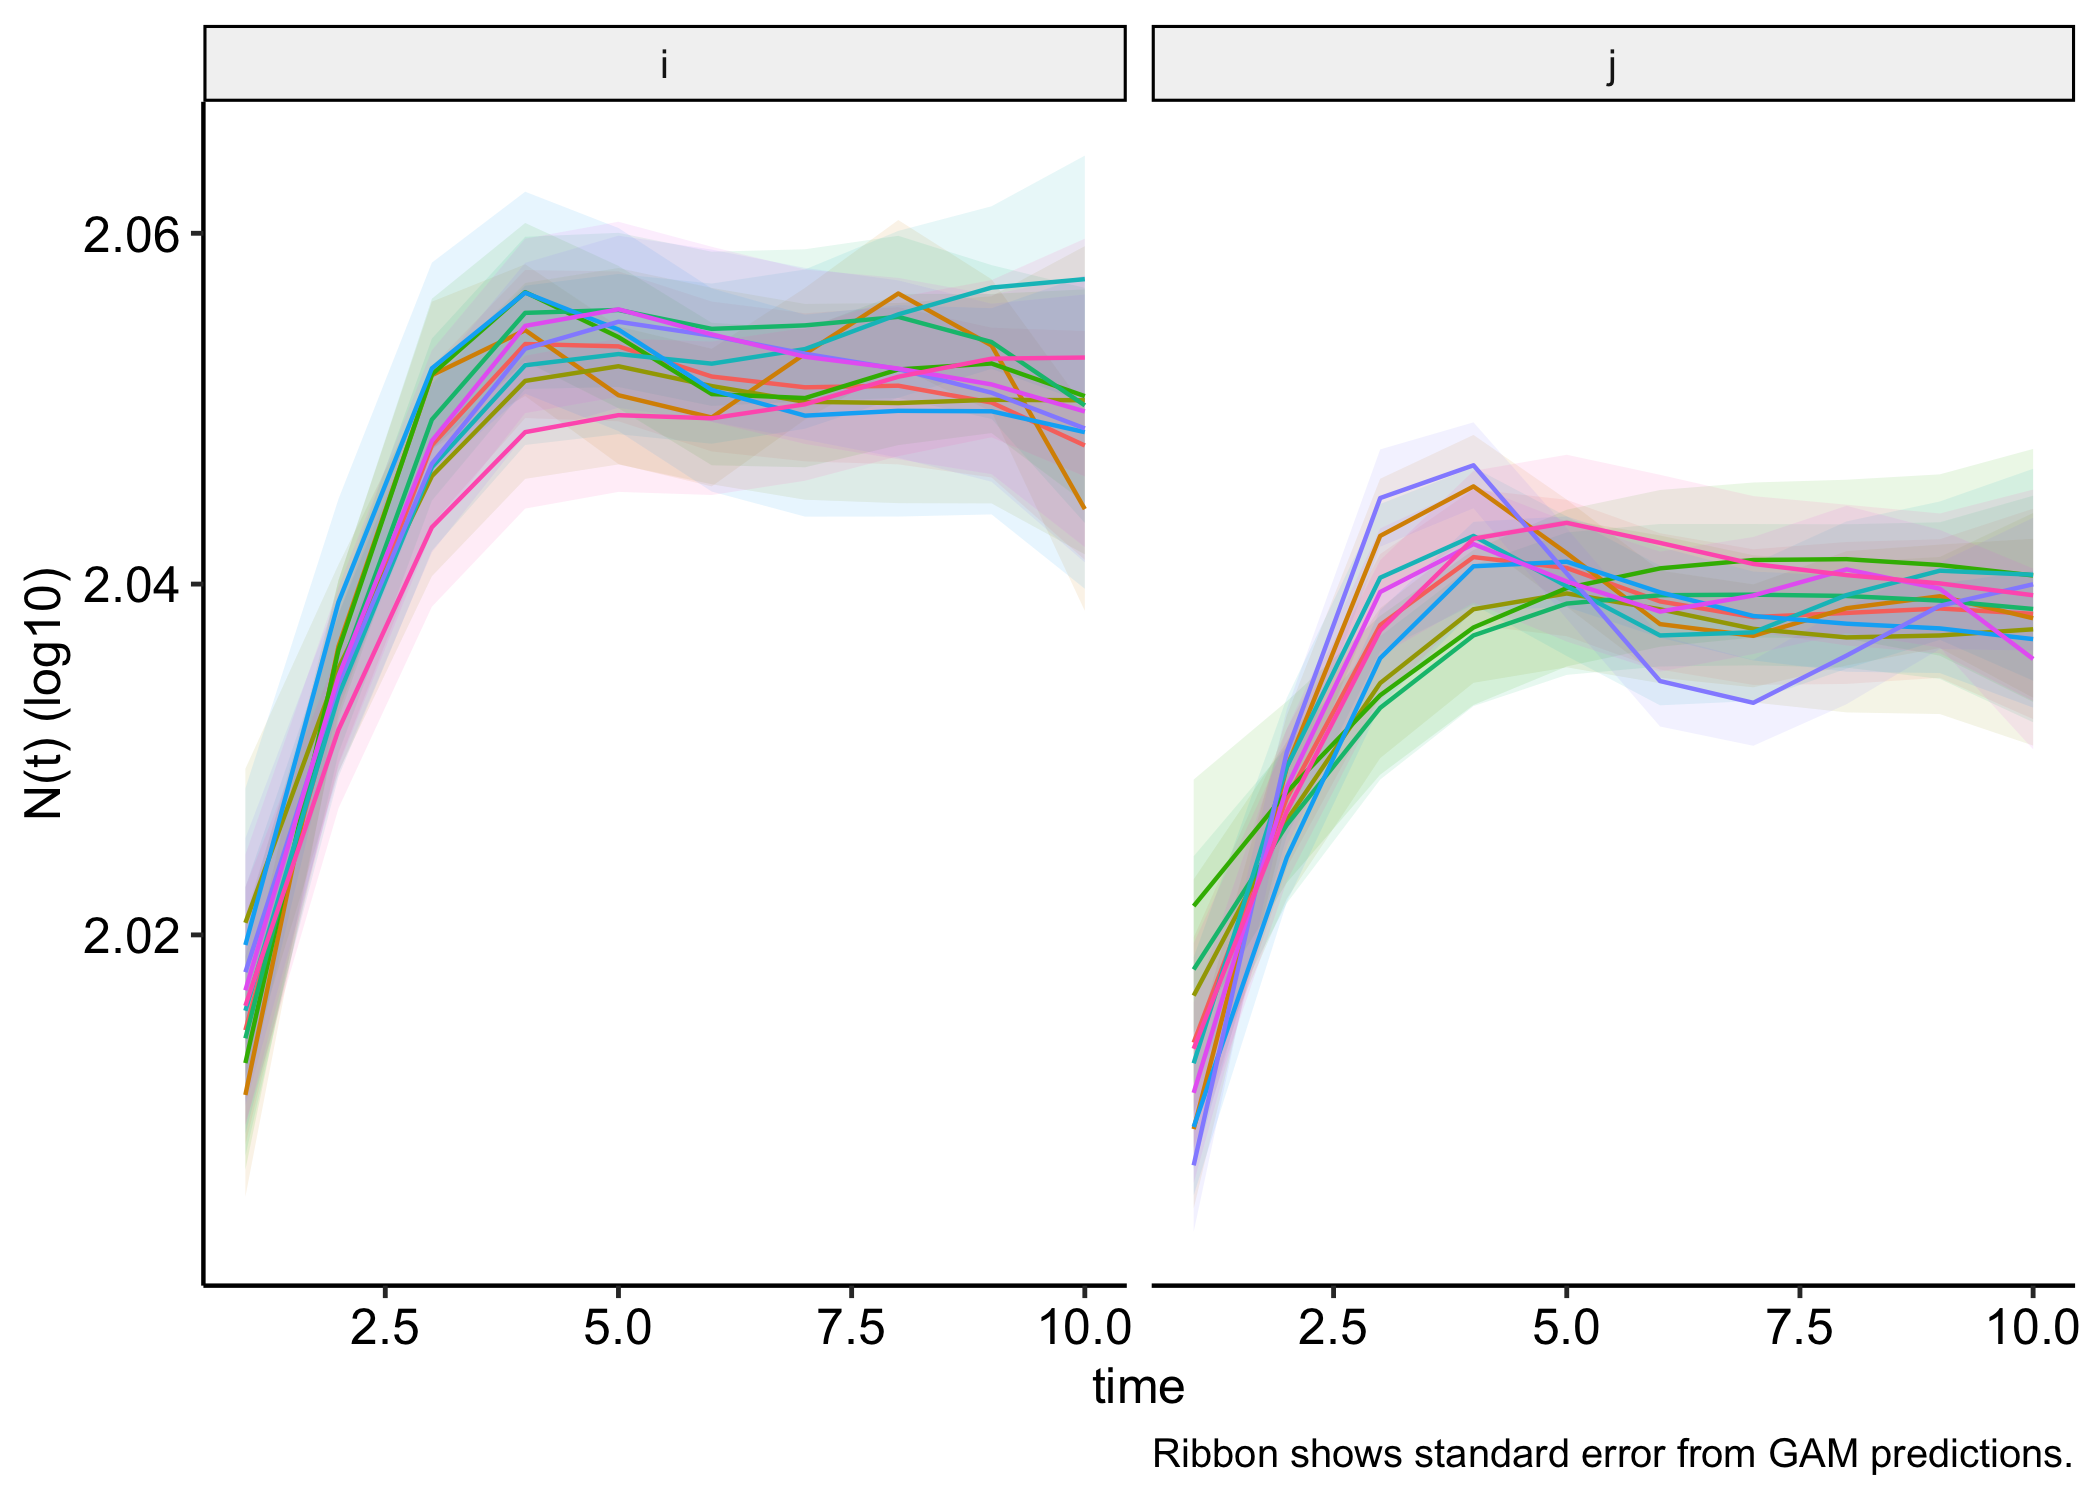 i
j
N(t) (log10)
2.06
2.04
2.02
2.5 5.0 7.5 10.0
2.5 5.0 7.5 10.0
time
Ribbon shows standard error from GAM predictions.